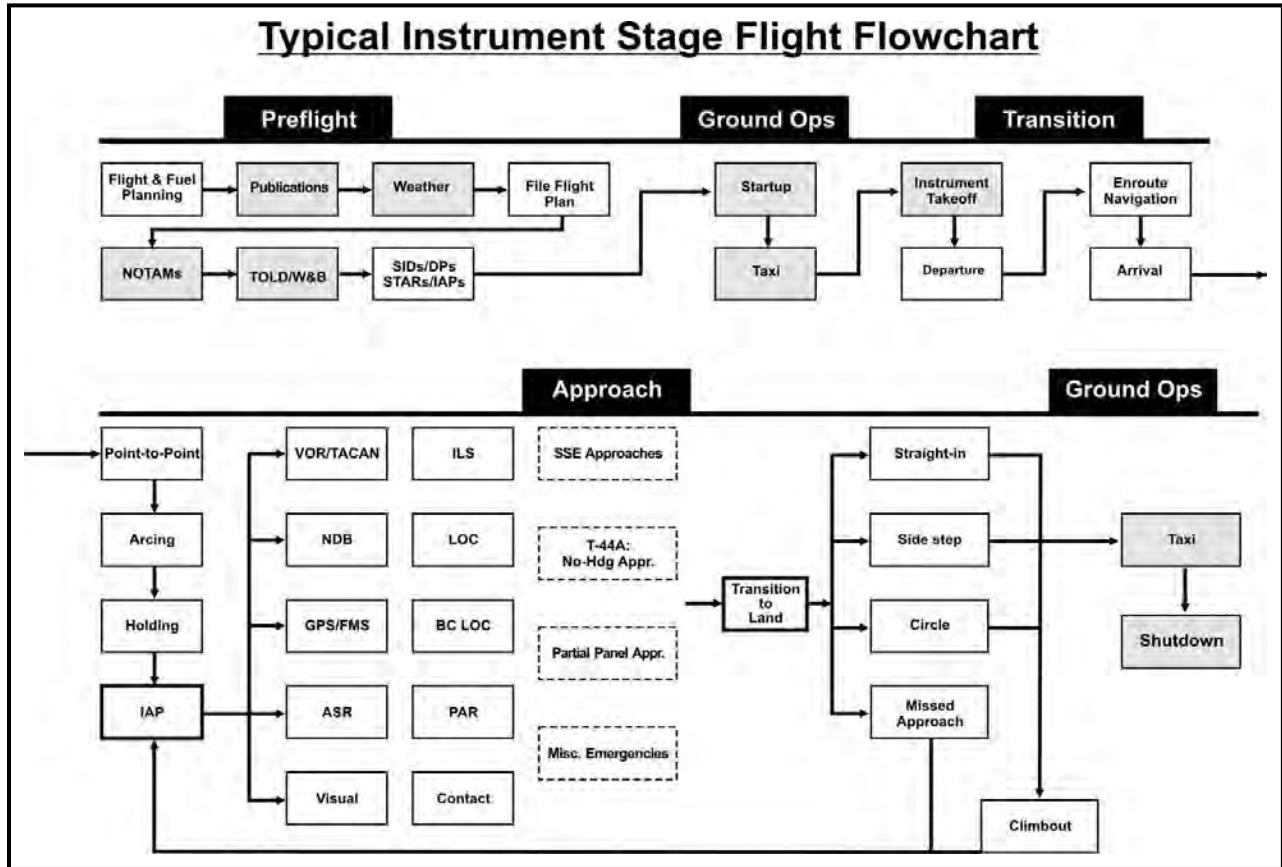 Typical Instrument Stage Flight Flowchart
Preflight
Ground Ops
Transition
Flight & Fuel
Planning
Publications
Weather
File Flight
Plan
Startup
Instrument
Takeoff
Enroute
Navigation
NOTAMs
TOLD/W&B
SIDs/DPs
STARs/IAPs
Taxi
Departure
Arrival
Approach
Ground Ops
Point-to-Point
VOR/TACAN
ILS
SSE Approaches
Straight-in
Arcing
NDB
LOC
T-44A:
No-Hdg Appr.
Side step
Taxi
Transition
to
Land
Holding
GPS/FMS
BC LOC
Partial Panel Appr.
Circle
Shutdown
IAP
ASR
PAR
Misc. Emergencies
Missed
Approach
Visual
Contact
Climbout